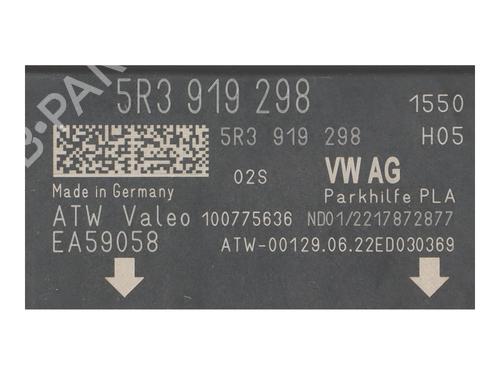 5R3 919 298
1550
5R3 919 298
H05
02S
VW AG
Made in Germany
Parkhilfe PLA
ATW Valeo 100775636 ND01/2217872877
EA59058
ATW-00129.06.22ED030369
B-PAR